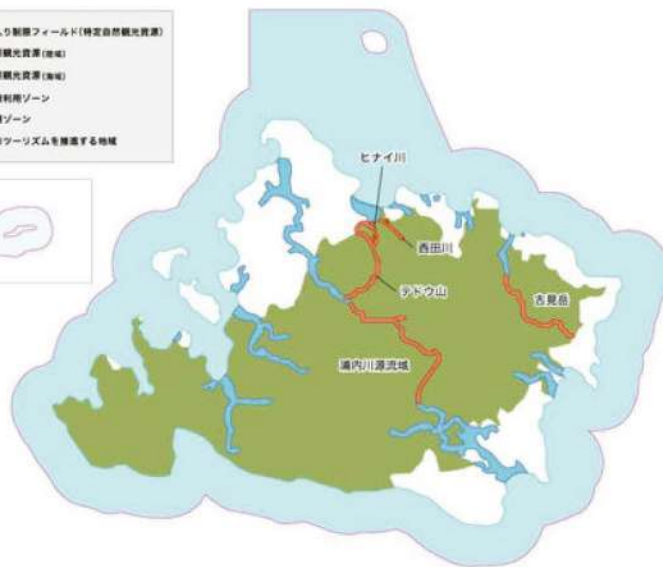 り制限フィールド(特定自然観光資源)
観光資源(陸域)
観光資源(海域)
利用ゾーン
ゾーン
ツーリズムを推進する地域
ヒナイ川
西田川
テドウ山
古見岳
浦内川源流域